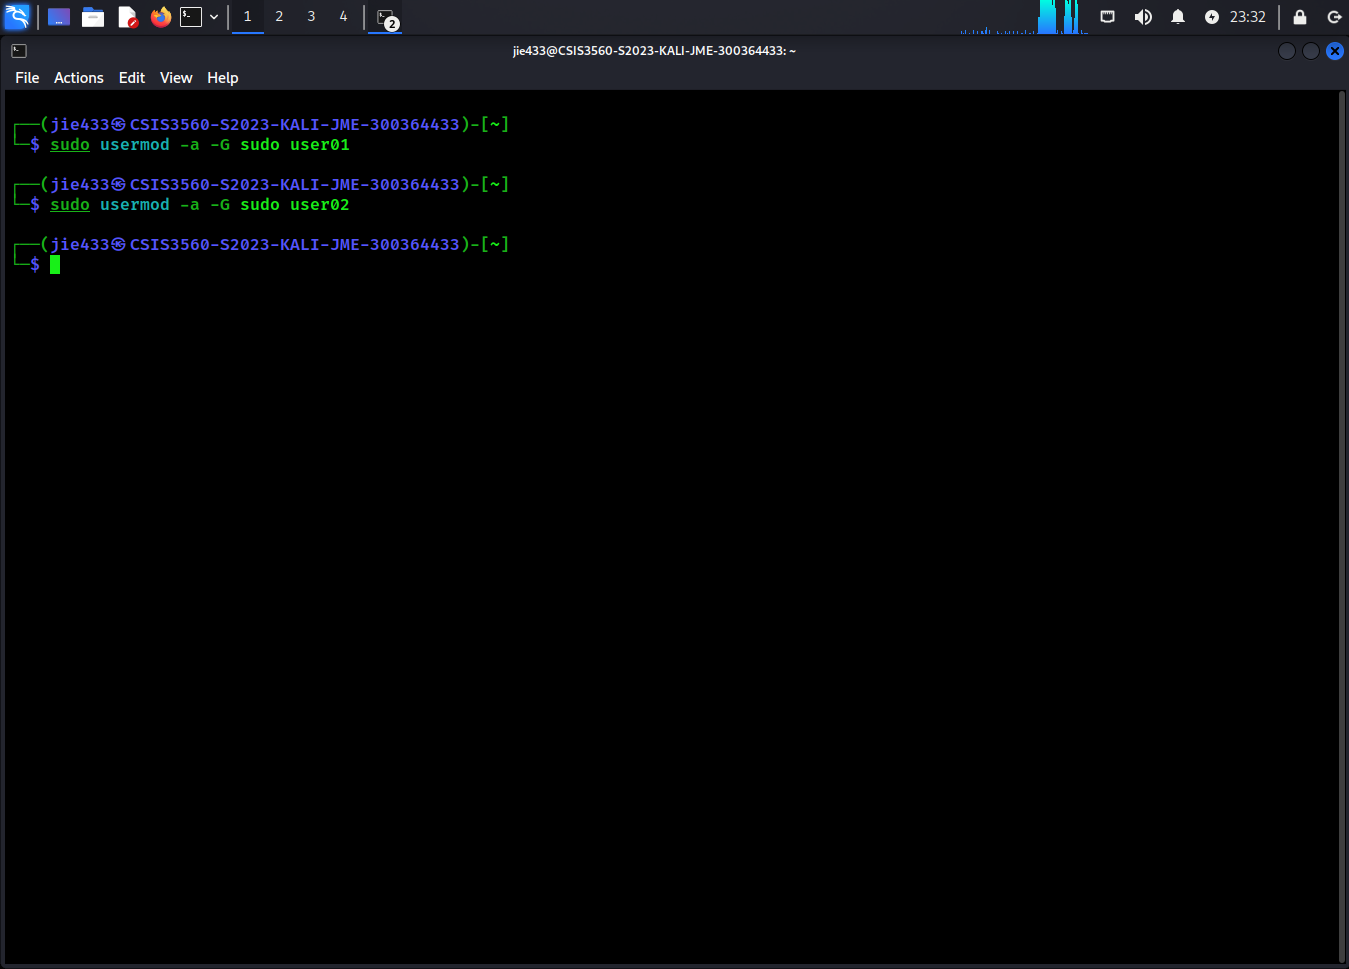 1 2 3 4 2 23:32
jie433@CSIS3560-S2023-KALI-JME-300364433: ~
File Actions Edit View Help
┌──(jie433㉿CSIS3560-S2023-KALI-JME-300364433)-[~]
└─$ sudo usermod -a -G sudo user01
┌──(jie433㉿CSIS3560-S2023-KALI-JME-300364433)-[~]
└─$ sudo usermod -a -G sudo user02
┌──(jie433㉿CSIS3560-S2023-KALI-JME-300364433)-[~]
└─$